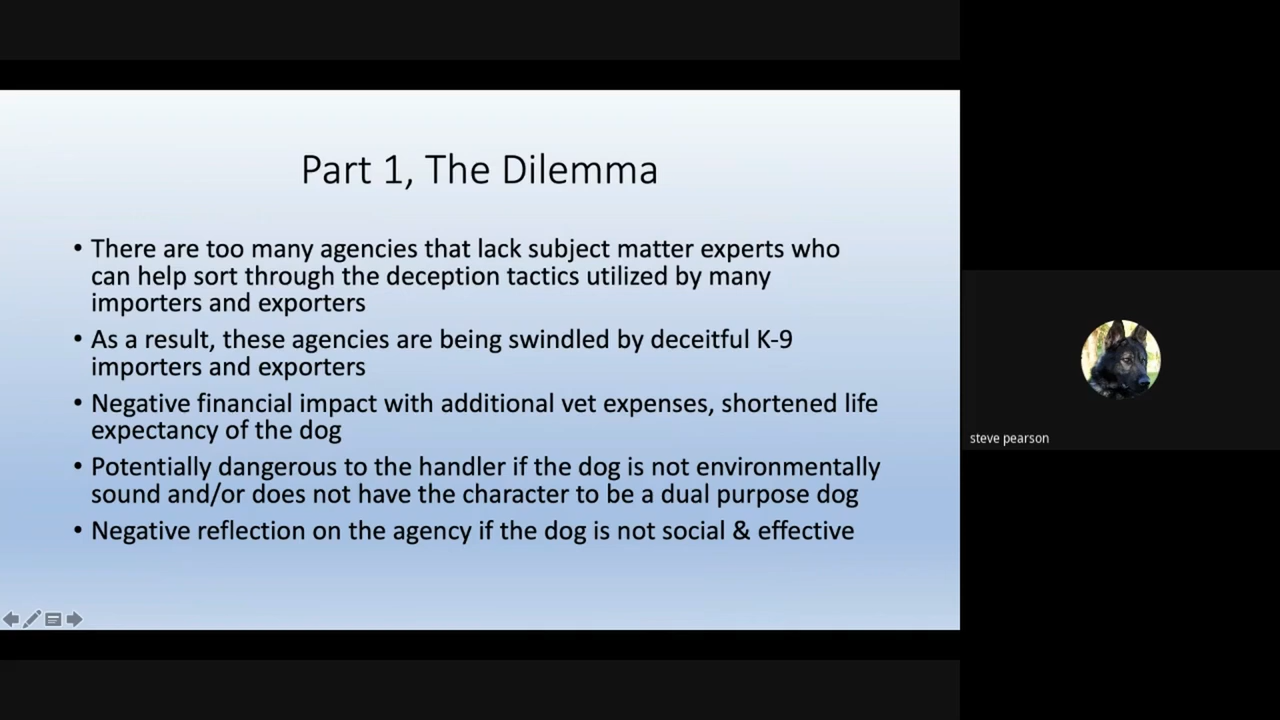 Part 1, The Dilemma
• There are too many agencies that lack subject matter experts who
can help sort through the deception tactics utilized by many
importers and exporters
• As a result, these agencies are being swindled by deceitful K-9
importers and exporters
• Negative financial impact with additional vet expenses, shortened life
expectancy of the dog
• Potentially dangerous to the handler if the dog is not environmentally
sound and/or does not have the character to be a dual purpose dog
• Negative reflection on the agency if the dog is not social & effective
steve pearson